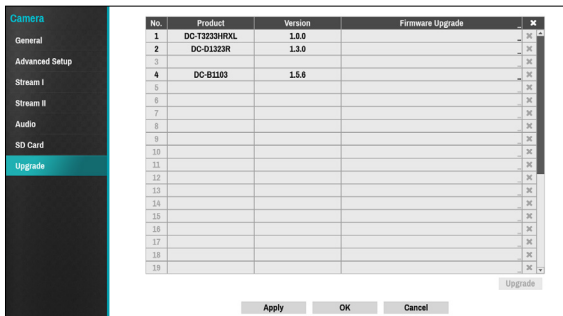 Camera
General
Advanced Setup
Stream I
Stream II
Audio
SD Card
Upgrade
No. Product Version Firmware Upgrade _
1 DC-T3233HRXL 1.0.0 _
2 DC-D1323R 1.3.0 _
3 _
4 DC-B1103 1.5.6 _
5 _
6 _
7 _
8 _
9 _
10 _
11 _
12 _
13 _
14 _
15 _
16 _
17 _
18 _
19 _
Upgrade
Apply OK Cancel